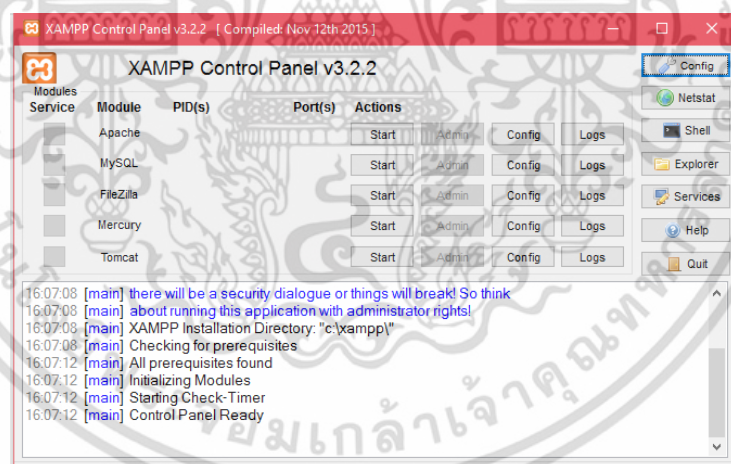 XAMPP Control Panel v3.2.2 [ Compiled: Nov 12th 2015 ]
XAMPP Control Panel v3.2.2
Config
Modules
Service Module PID(s) Port(s) Actions
Netstat
Apache Start Admin Config Logs
Shell
MySQL Start Admin Config Logs
Explorer
FileZilla Start Admin Config Logs
Services
Mercury Start Admin Config Logs
Help
Tomcat Start Admin Config Logs
Quit
16:07:08 [main] there will be a security dialogue or things will break! So think
16:07:08 [main] about running this application with administrator rights!
16:07:08 [main] XAMPP Installation Directory: "c:\xampp\"
16:07:08 [main] Checking for prerequisites
16:07:12 [main] All prerequisites found
16:07:12 [main] Initializing Modules
16:07:12 [main] Starting Check-Timer
16:07:12 [main] Control Panel Ready